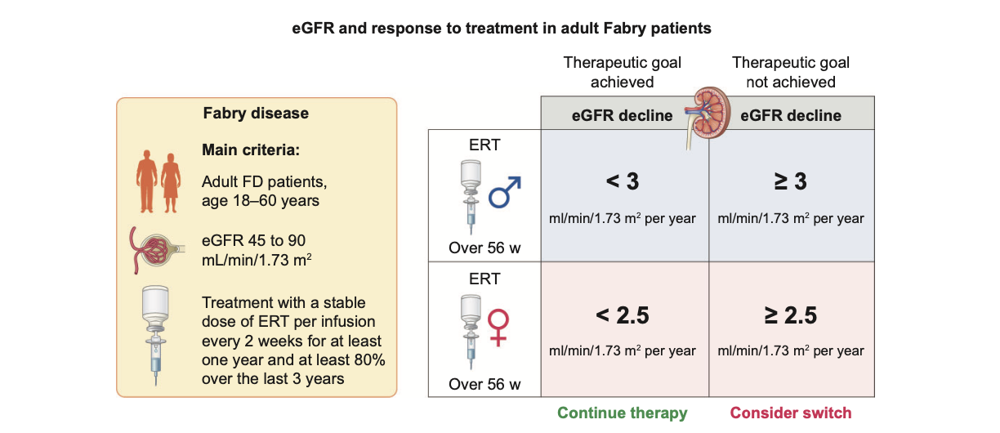 eGFR and response to treatment in adult Fabry patients
Fabry disease
Main criteria:
Adult FD patients,
age 18–60 years
eGFR 45 to 90
mL/min/1.73 m²
Treatment with a stable
dose of ERT per infusion
every 2 weeks for at least
one year and at least 80%
over the last 3 years
Therapeutic goal
achieved
Therapeutic goal
not achieved
eGFR decline
eGFR decline
ERT
Over 56 w
< 3
ml/min/1.73 m² per year
≥ 3
ml/min/1.73 m² per year
ERT
Over 56 w
< 2.5
ml/min/1.73 m² per year
≥ 2.5
ml/min/1.73 m² per year
Continue therapy
Consider switch